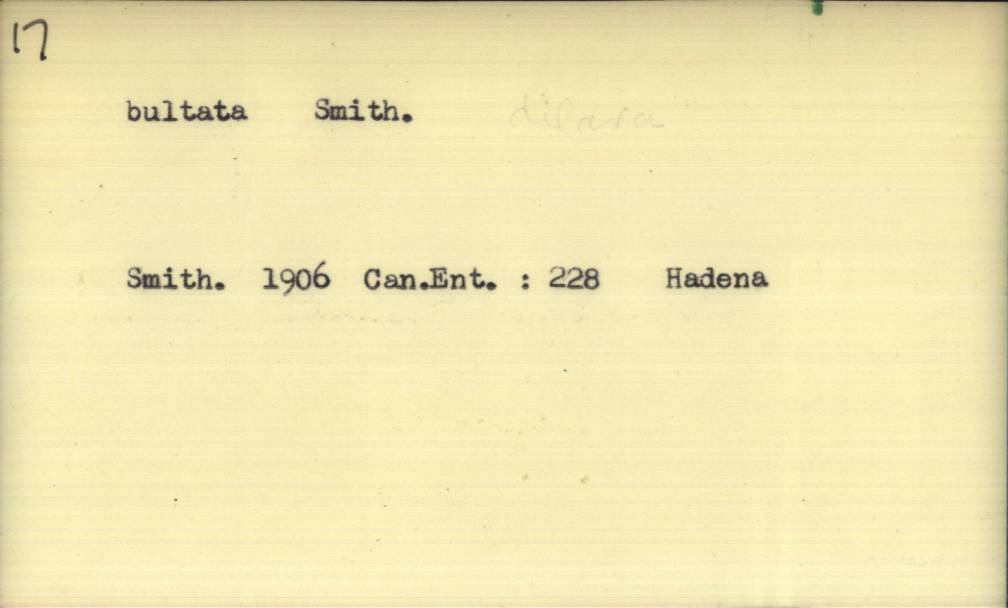 17
bultata Smith.
Smith. 1906 Can.Ent. : 228 Hadena